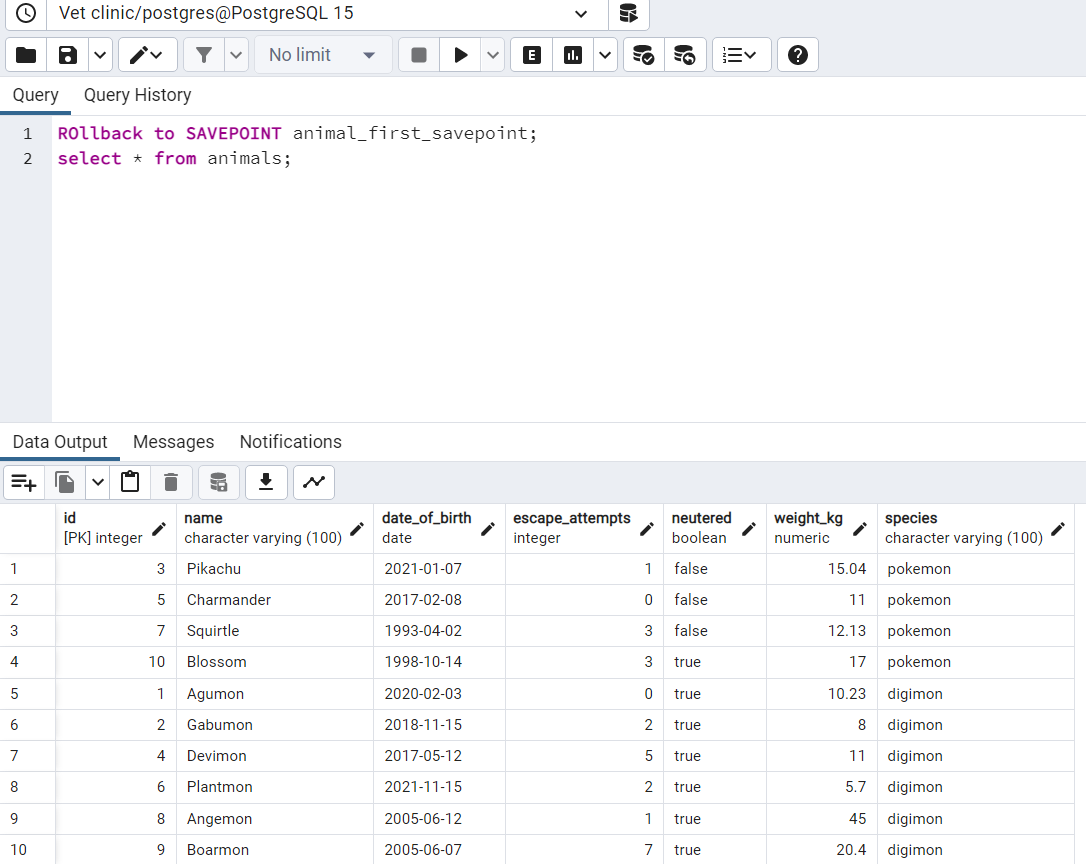 Vet clinic/postgres@PostgreSQL 15
No limit
E
Query Query History
1 ROllback to SAVEPOINT animal_first_savepoint;
2 select * from animals;
Data Output Messages Notifications
id name date_of_birth escape_attempts neutered weight_kg species
[PK] integer character varying (100) date integer boolean numeric character varying (100)
1 3 Pikachu 2021-01-07 1 false 15.04 pokemon
2 5 Charmander 2017-02-08 0 false 11 pokemon
3 7 Squirtle 1993-04-02 3 false 12.13 pokemon
4 10 Blossom 1998-10-14 3 true 17 pokemon
5 1 Agumon 2020-02-03 0 true 10.23 digimon
6 2 Gabumon 2018-11-15 2 true 8 digimon
7 4 Devimon 2017-05-12 5 true 11 digimon
8 6 Plantmon 2021-11-15 2 true 5.7 digimon
9 8 Angemon 2005-06-12 1 true 45 digimon
10 9 Boarmon 2005-06-07 7 true 20.4 digimon